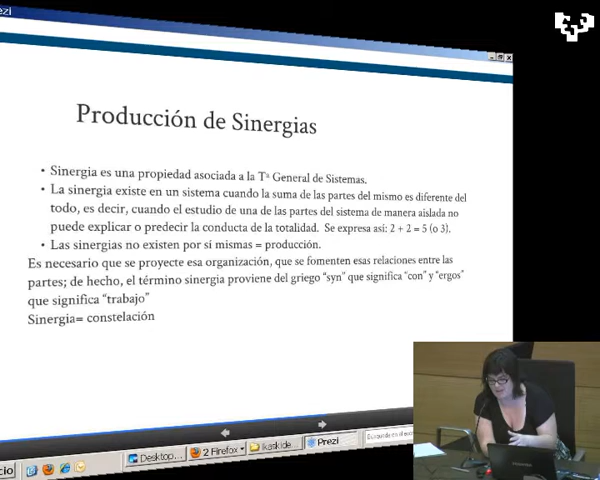 ezi
Producción de Sinergias
• Sinergia es una propiedad asociada a la Tª General de Sistemas.
• La sinergia existe en un sistema cuando la suma de las partes del mismo es diferente del
todo, es decir, cuando el estudio de una de las partes del sistema de manera aislada no
puede explicar o predecir la conducta de la totalidad. Se expresa así: 2 + 2 = 5 (o 3).
• Las sinergias no existen por sí mismas = producción.
Es necesario que se proyecte esa organización, que se fomenten esas relaciones entre las
partes; de hecho, el término sinergia proviene del griego “syn” que significa “con” y “ergos”
que significa “trabajo”
Sinergia= constelación
cio Desktop... 2 Firefox ikaskide... Prezi